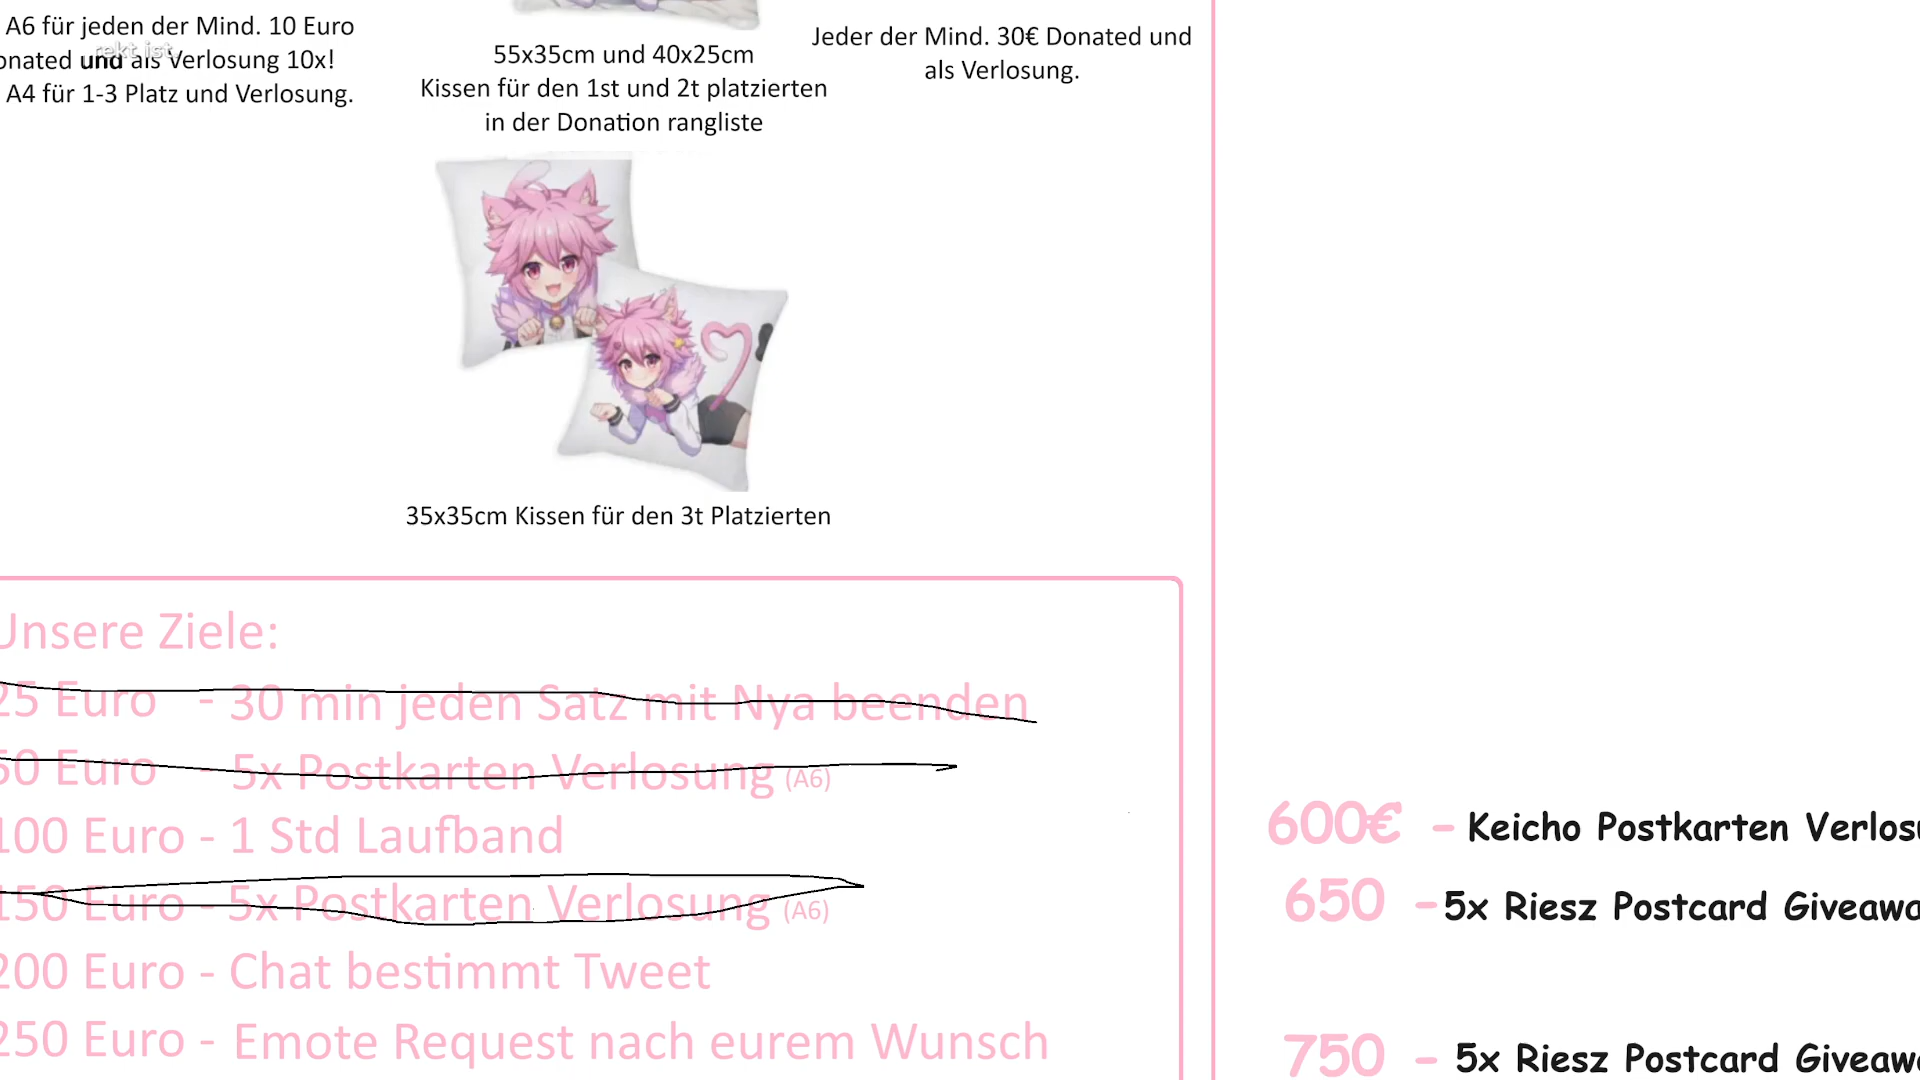 A6 für jeden der Mind. 10 Euro
onated und als Verlosung 10x!
A4 für 1-3 Platz und Verlosung.
rekt ist
55x35cm und 40x25cm
Kissen für den 1st und 2t platzierten
in der Donation rangliste
Jeder der Mind. 30€ Donated und
als Verlosung.
35x35cm Kissen für den 3t Platzierten
Unsere Ziele:
25 Euro - 30 min jeden Satz mit Nya beenden
50 Euro - 5x Postkarten Verlosung (A6)
100 Euro - 1 Std Laufband
150 Euro - 5x Postkarten Verlosung (A6)
200 Euro - Chat bestimmt Tweet
250 Euro - Emote Request nach eurem Wunsch
600€ - Keicho Postkarten Verlosu
650 - 5x Riesz Postcard Giveawa
750 - 5x Riesz Postcard Giveawa